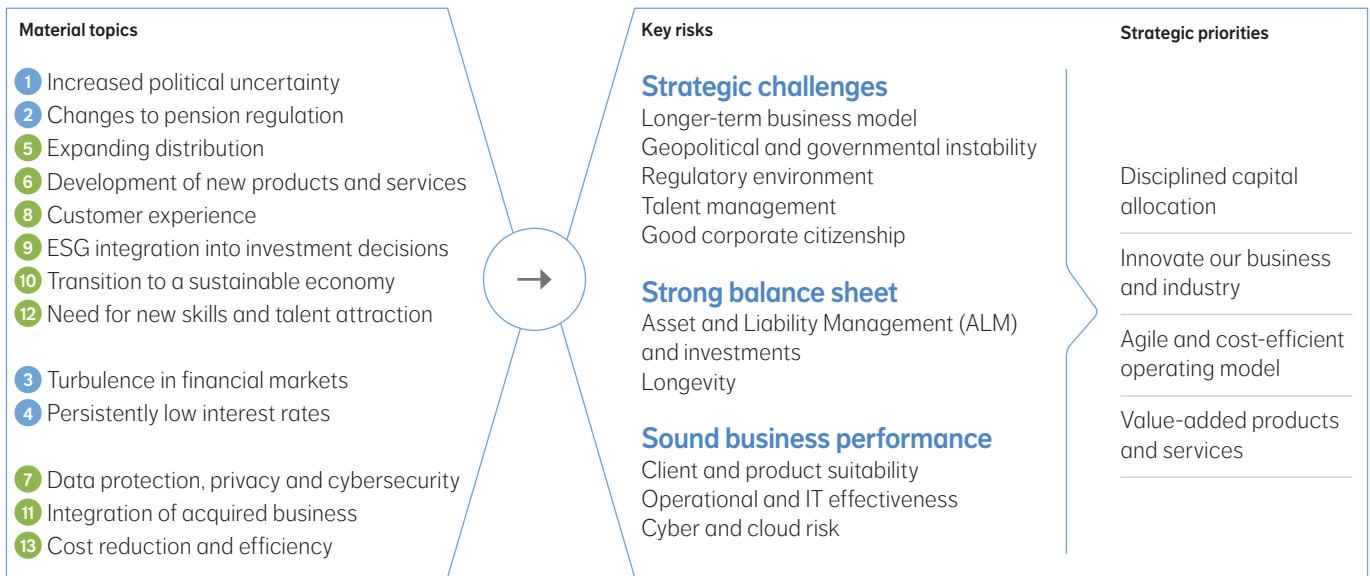 Material topics
1 Increased political uncertainty
2 Changes to pension regulation
5 Expanding distribution
6 Development of new products and services
8 Customer experience
9 ESG integration into investment decisions
10 Transition to a sustainable economy
12 Need for new skills and talent attraction
3 Turbulence in financial markets
4 Persistently low interest rates
7 Data protection, privacy and cybersecurity
11 Integration of acquired business
13 Cost reduction and efficiency
→
Key risks
Strategic challenges
Longer-term business model
Geopolitical and governmental instability
Regulatory environment
Talent management
Good corporate citizenship
Strong balance sheet
Asset and Liability Management (ALM)
and investments
Longevity
Sound business performance
Client and product suitability
Operational and IT effectiveness
Cyber and cloud risk
Strategic priorities
Disciplined capital
allocation
Innovate our business
and industry
Agile and cost-efficient
operating model
Value-added products
and services